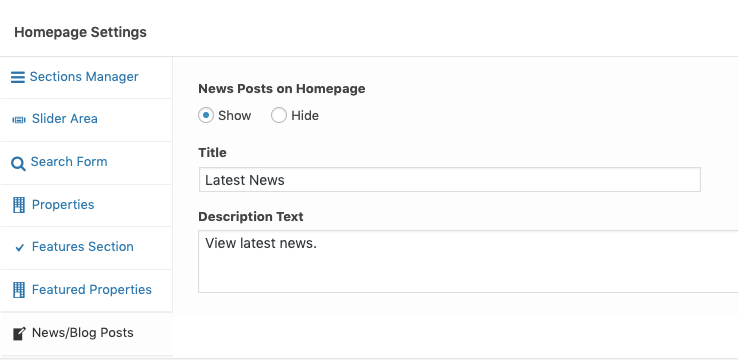 Homepage Settings
Sections Manager
Slider Area
Search Form
Properties
Features Section
Featured Properties
News/Blog Posts
News Posts on Homepage
Show Hide
Title
Latest News
Description Text
View latest news.